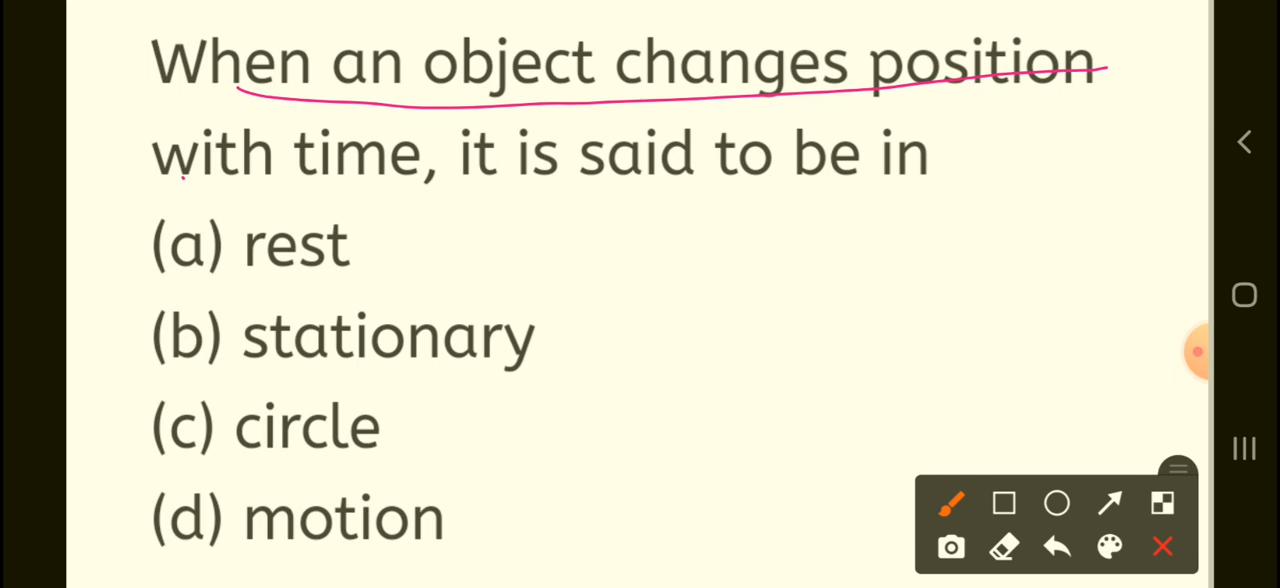 When an object changes position
with time, it is said to be in
(a) rest
(b) stationary
(c) circle
(d) motion